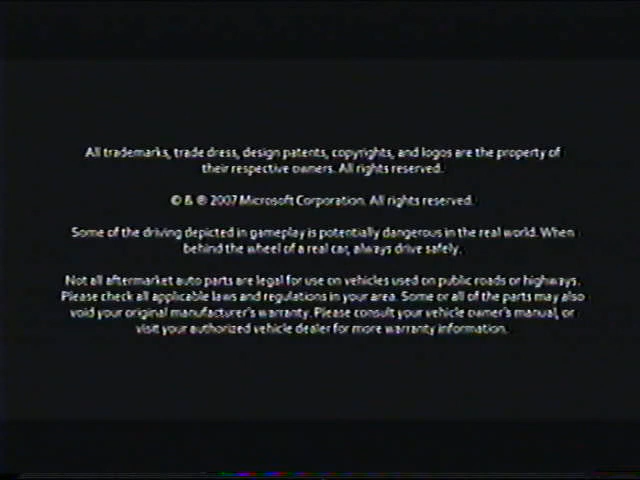 All trademarks, trade dress, design patents, copyrights, and logos are the property of
their respective owners. All rights reserved.
© & ® 2007 Microsoft Corporation. All rights reserved.
Some of the driving depicted in gameplay is potentially dangerous in the real world. When
behind the wheel of a real car, always drive safely.
Not all aftermarket auto parts are legal for use on vehicles used on public roads or highways.
Please check all applicable laws and regulations in your area. Some or all of the parts may also
void your original manufacturer's warranty. Please consult your vehicle owner's manual, or
visit your authorized vehicle dealer for more warranty information.